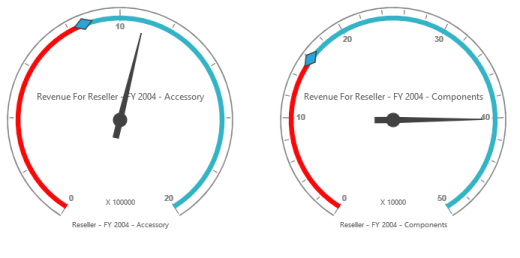 10
Revenue For Reseller - FY 2004 - Accessory
0
X 100000
20
Reseller - FY 2004 - Accessory
20
30
Revenue For Reseller - FY 2004 - Components
10
40
0
X 10000
50
Reseller - FY 2004 - Components